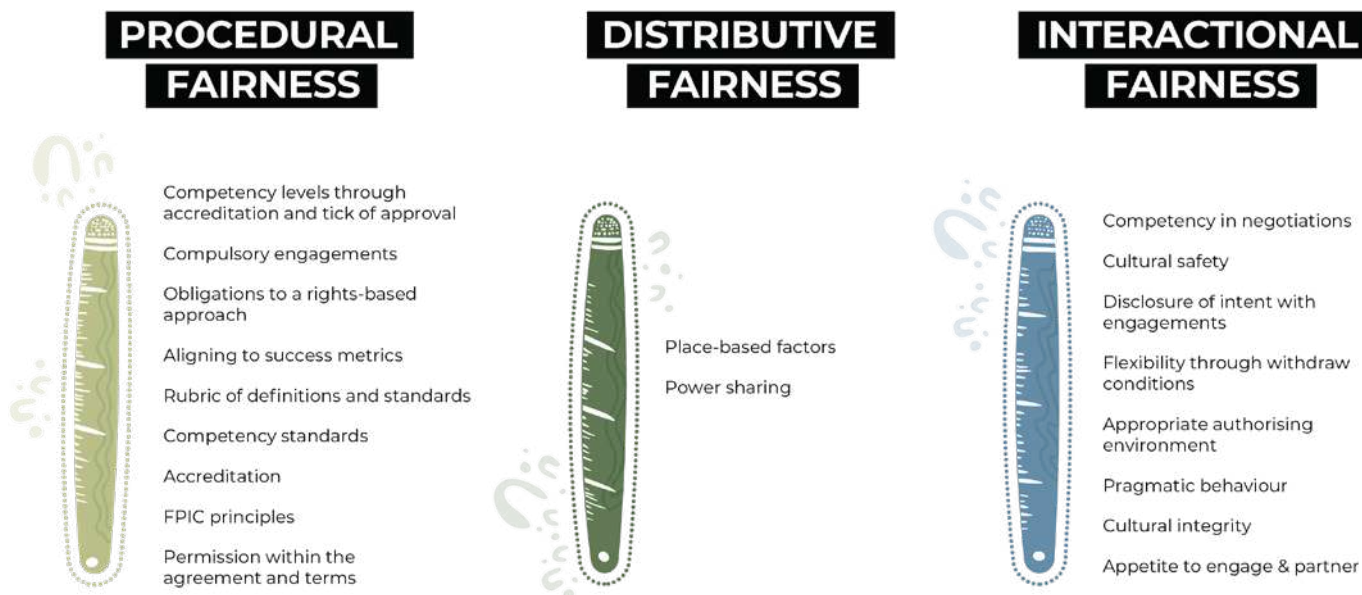 PROCEDURAL
FAIRNESS
Competency levels through
accreditation and tick of approval
Compulsory engagements
Obligations to a rights-based
approach
Aligning to success metrics
Rubric of definitions and standards
Competency standards
Accreditation
FPIC principles
Permission within the
agreement and terms
DISTRIBUTIVE
FAIRNESS
Place-based factors
Power sharing
INTERACTIONAL
FAIRNESS
Competency in negotiations
Cultural safety
Disclosure of intent with
engagements
Flexibility through withdraw
conditions
Appropriate authorising
environment
Pragmatic behaviour
Cultural integrity
Appetite to engage & partner